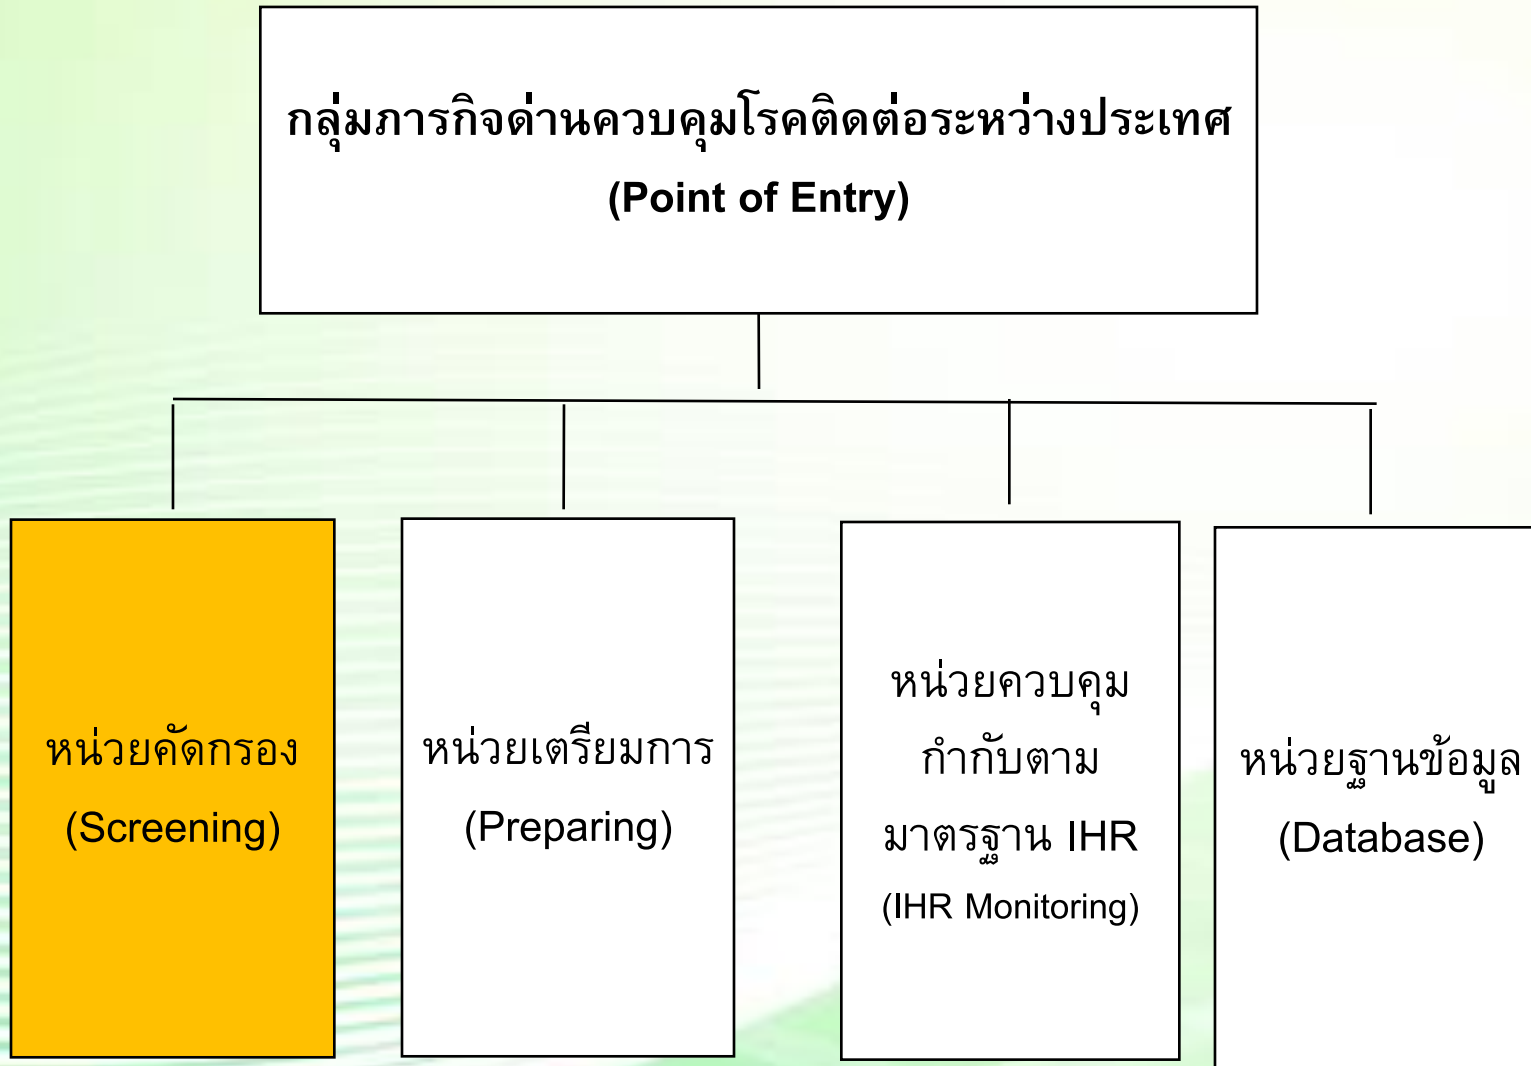 กลุ่มภารกิจด่านควบคุมโรคติดต่อระหว่างประเทศ
(Point of Entry)
หน่วยคัดกรอง
(Screening)
หน่วยเตรียมการ
(Preparing)
หน่วยควบคุม
กำกับตาม
มาตรฐาน IHR
(IHR Monitoring)
หน่วยฐานข้อมูล
(Database)